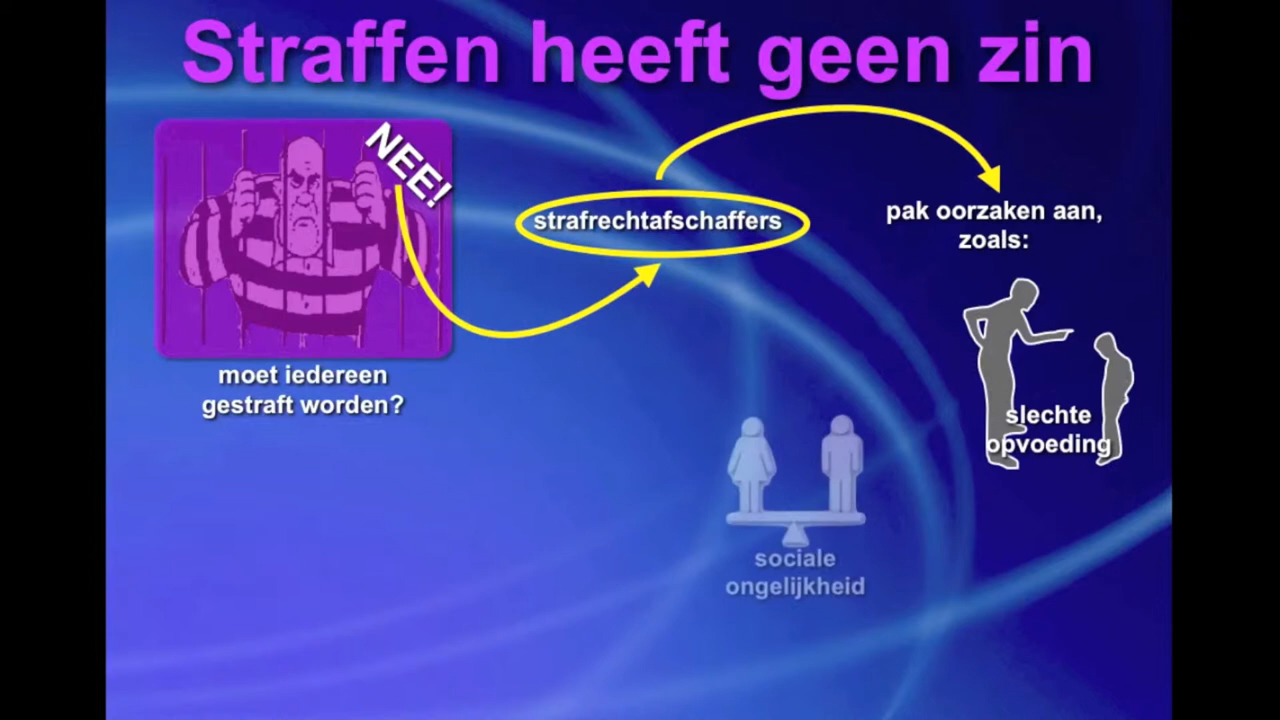 Straffen heeft geen zin
NEE!
moet iedereen
gestraft worden?
strafrechtafschaffers
pak oorzaken aan,
zoals:
slechte
opvoeding
sociale
ongelijkheid